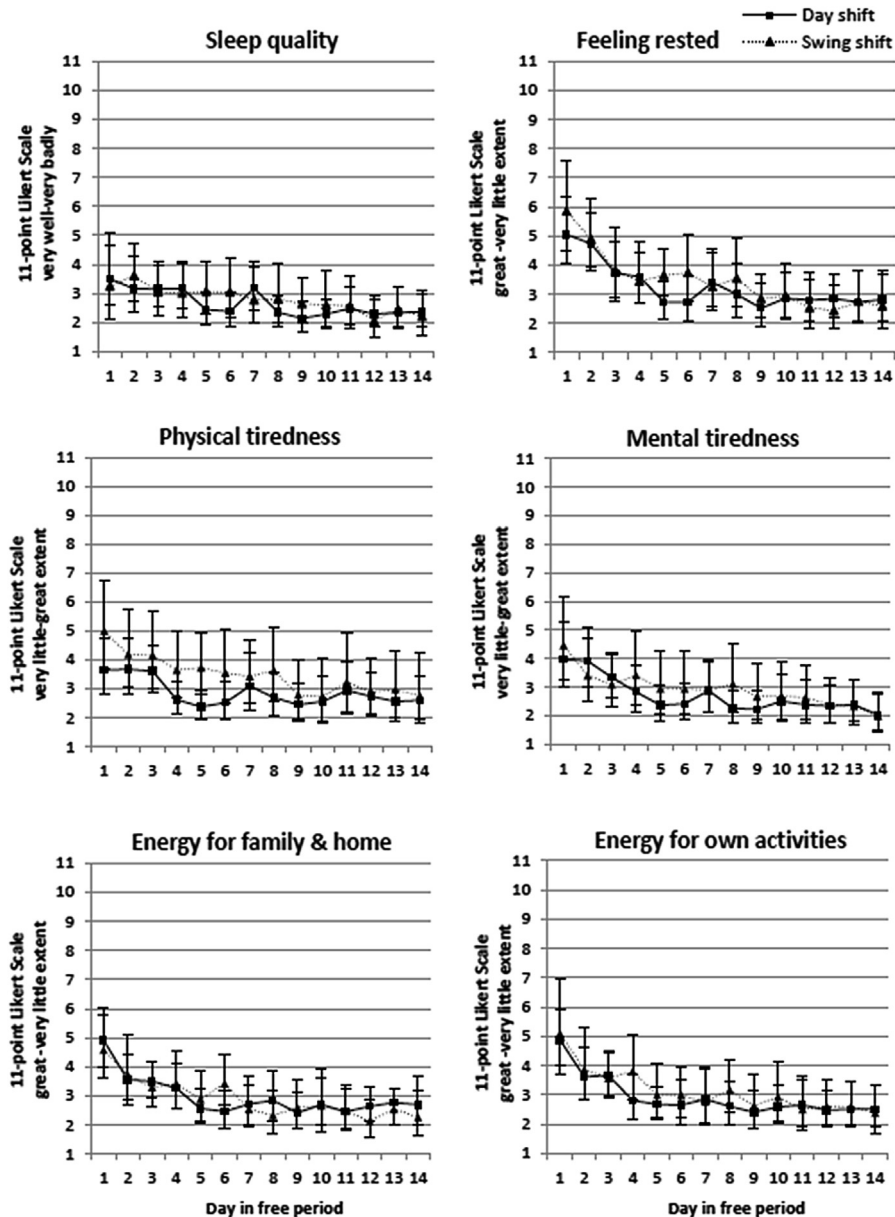 Day shift
Swing shift
Sleep quality
11-point Likert Scale
very well-very badly
11
10
9
8
7
6
5
4
3
2
1
1 2 3 4 5 6 7 8 9 10 11 12 13 14
Feeling rested
11-point Likert Scale
great -very little extent
11
10
9
8
7
6
5
4
3
2
1
1 2 3 4 5 6 7 8 9 10 11 12 13 14
Physical tiredness
11-point Likert Scale
very little-great extent
11
10
9
8
7
6
5
4
3
2
1
1 2 3 4 5 6 7 8 9 10 11 12 13 14
Mental tiredness
11-point Likert Scale
very little-great extent
11
10
9
8
7
6
5
4
3
2
1
1 2 3 4 5 6 7 8 9 10 11 12 13 14
Energy for family & home
11-point Likert Scale
great -very little extent
11
10
9
8
7
6
5
4
3
2
1
1 2 3 4 5 6 7 8 9 10 11 12 13 14
Day in free period
Energy for own activities
11-point Likert Scale
great -very little extent
11
10
9
8
7
6
5
4
3
2
1
1 2 3 4 5 6 7 8 9 10 11 12 13 14
Day in free period